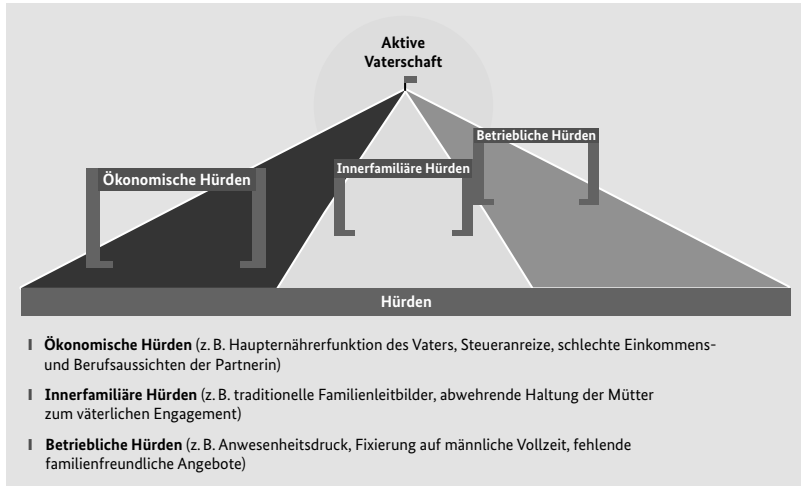 Aktive
Vaterschaft
Betriebliche Hürden
Innerfamiliäre Hürden
Ökonomische Hürden
Hürden
Ökonomische Hürden (z. B. Haupternährerfunktion des Vaters, Steueranreize, schlechte Einkommens-
und Berufsaussichten der Partnerin)
Innerfamiliäre Hürden (z. B. traditionelle Familienleitbilder, abwehrende Haltung der Mütter
zum väterlichen Engagement)
Betriebliche Hürden (z. B. Anwesenheitsdruck, Fixierung auf männliche Vollzeit, fehlende
familienfreundliche Angebote)